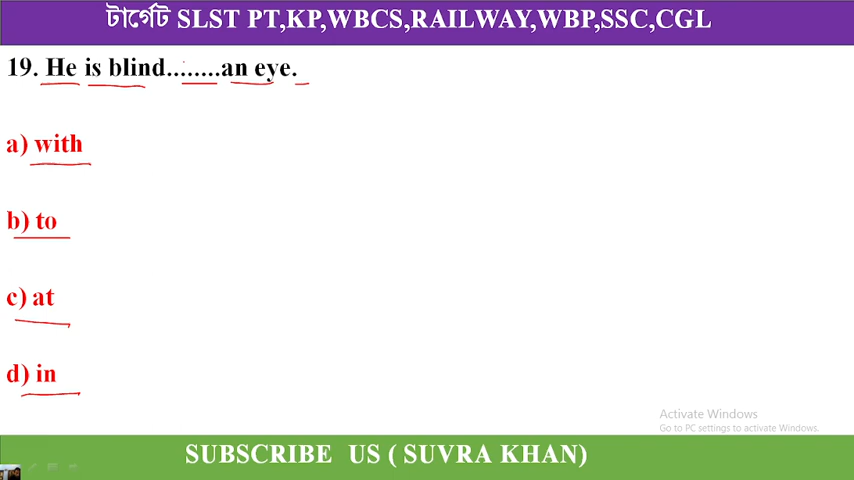 টার্গেট SLST PT,KP,WBCS,RAILWAY,WBP,SSC,CGL
19. He is blind........an eye.
a) with
b) to
c) at
d) in
Activate Windows
Go to PC settings to activate Windows.
SUBSCRIBE US ( SUVRA KHAN)